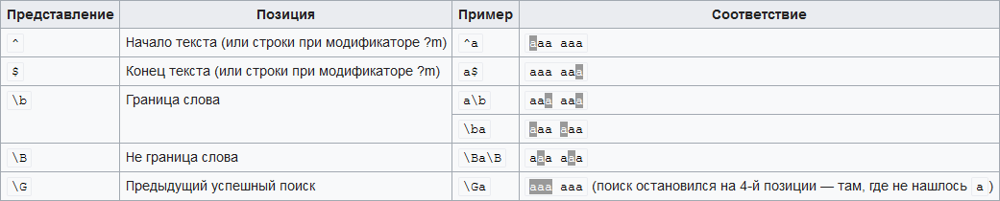 Представление Позиция Пример Соответствие
^ Начало текста (или строки при модификаторе ?m) ^a aaa aaa
$ Конец текста (или строки при модификаторе ?m) a$ aaa aaa
\b Граница слова a\b aaa aaa
\ba aaa aaa
\B Не граница слова \Ba\B aaa aaa
\G Предыдущий успешный поиск \Ga aaa aaa (поиск остановился на 4-й позиции — там, где не нашлось a )